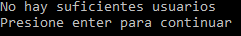 No hay suficientes usuarios
Presione enter para continuar